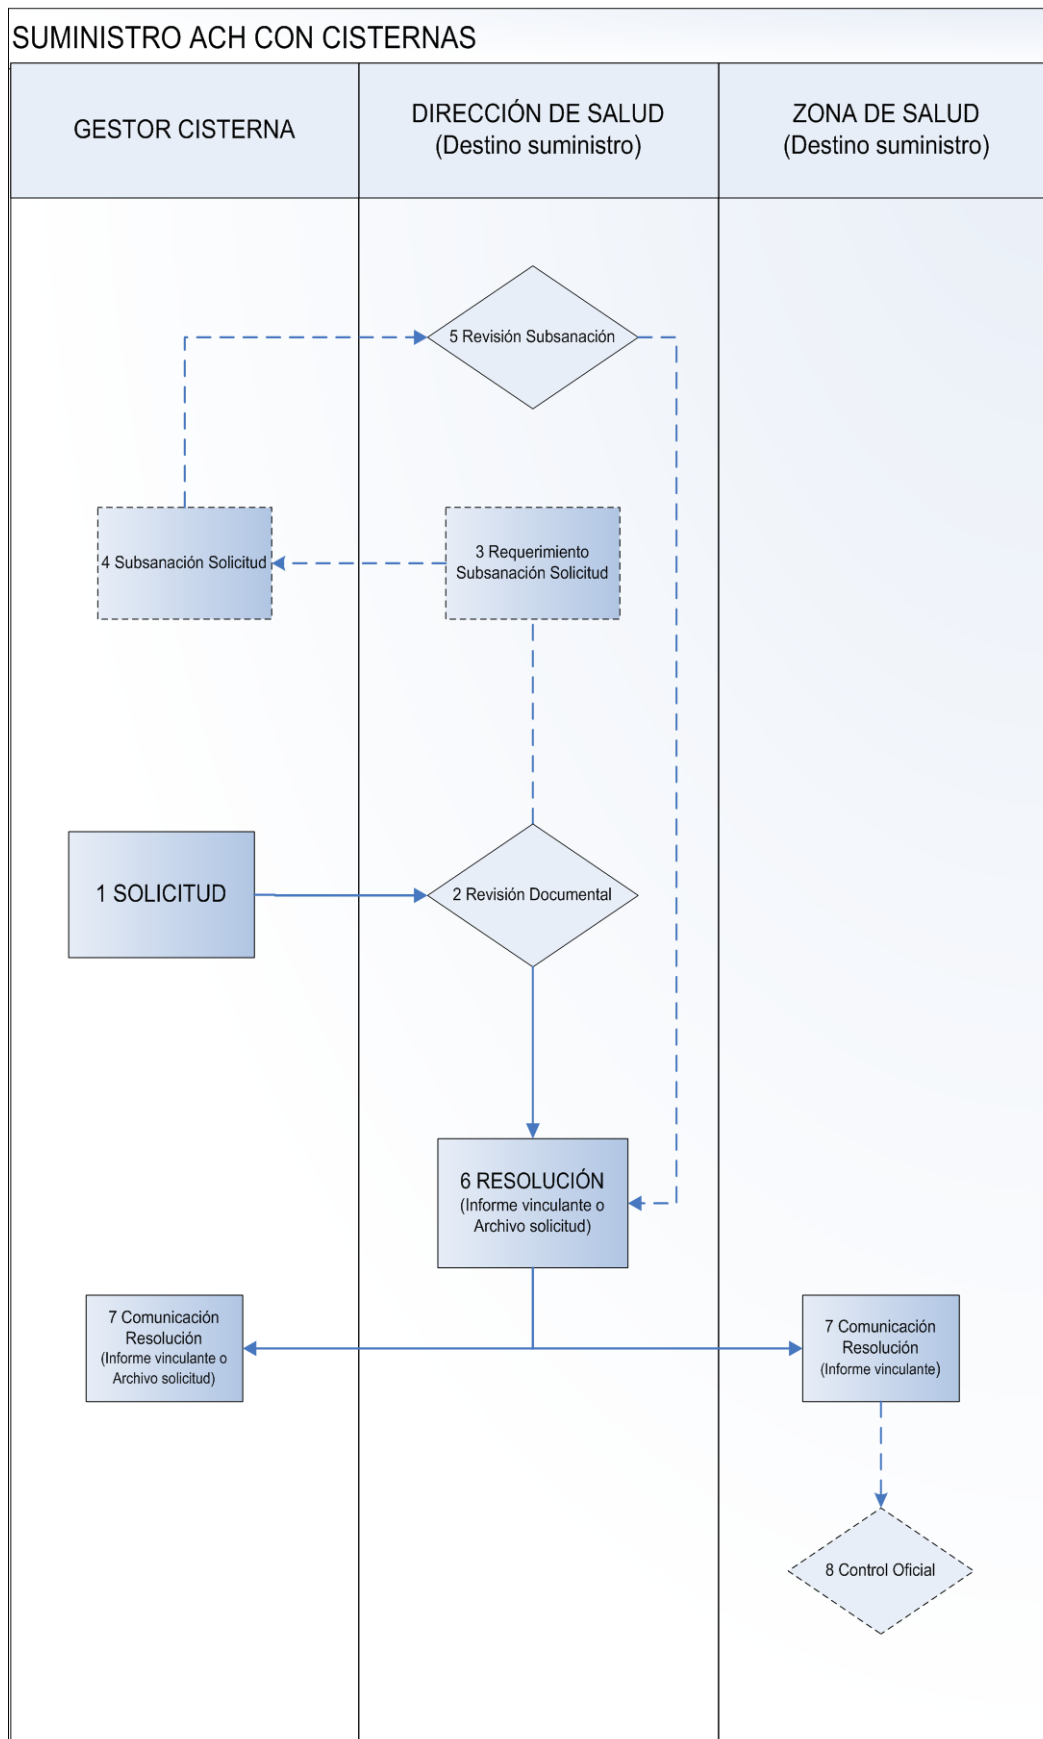 SUMINISTRO ACH CON CISTERNAS
GESTOR CISTERNA
DIRECCIÓN DE SALUD
(Destino suministro)
ZONA DE SALUD
(Destino suministro)
5 Revisión Subsanación
4 Subsanación Solicitud
3 Requerimiento
Subsanación Solicitud
1 SOLICITUD
2 Revisión Documental
6 RESOLUCIÓN
(Informe vinculante o
Archivo solicitud)
7 Comunicación
Resolución
(Informe vinculante o
Archivo solicitud)
7 Comunicación
Resolución
(Informe vinculante)
8 Control Oficial